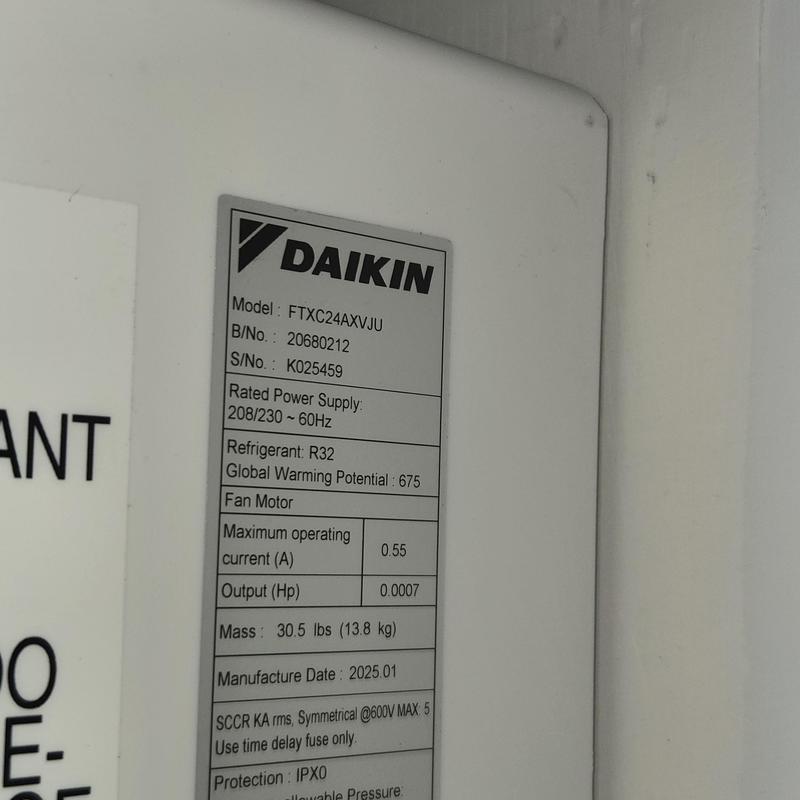 DAIKIN
Model : FTXC24AXVJU
B/No. : 20680212
S/No. : K025459
Rated Power Supply:
208/230 ~ 60Hz
Refrigerant: R32
Global Warming Potential : 675
Fan Motor
Maximum operating current (A) 0.55
Output (Hp) 0.0007
Mass : 30.5 lbs (13.8 kg)
Manufacture Date : 2025.01
SCCR KA rms, Symmetrical @600V MAX: 5
Use time delay fuse only.
Protection : IPX0
Pressure:
ANT
E-